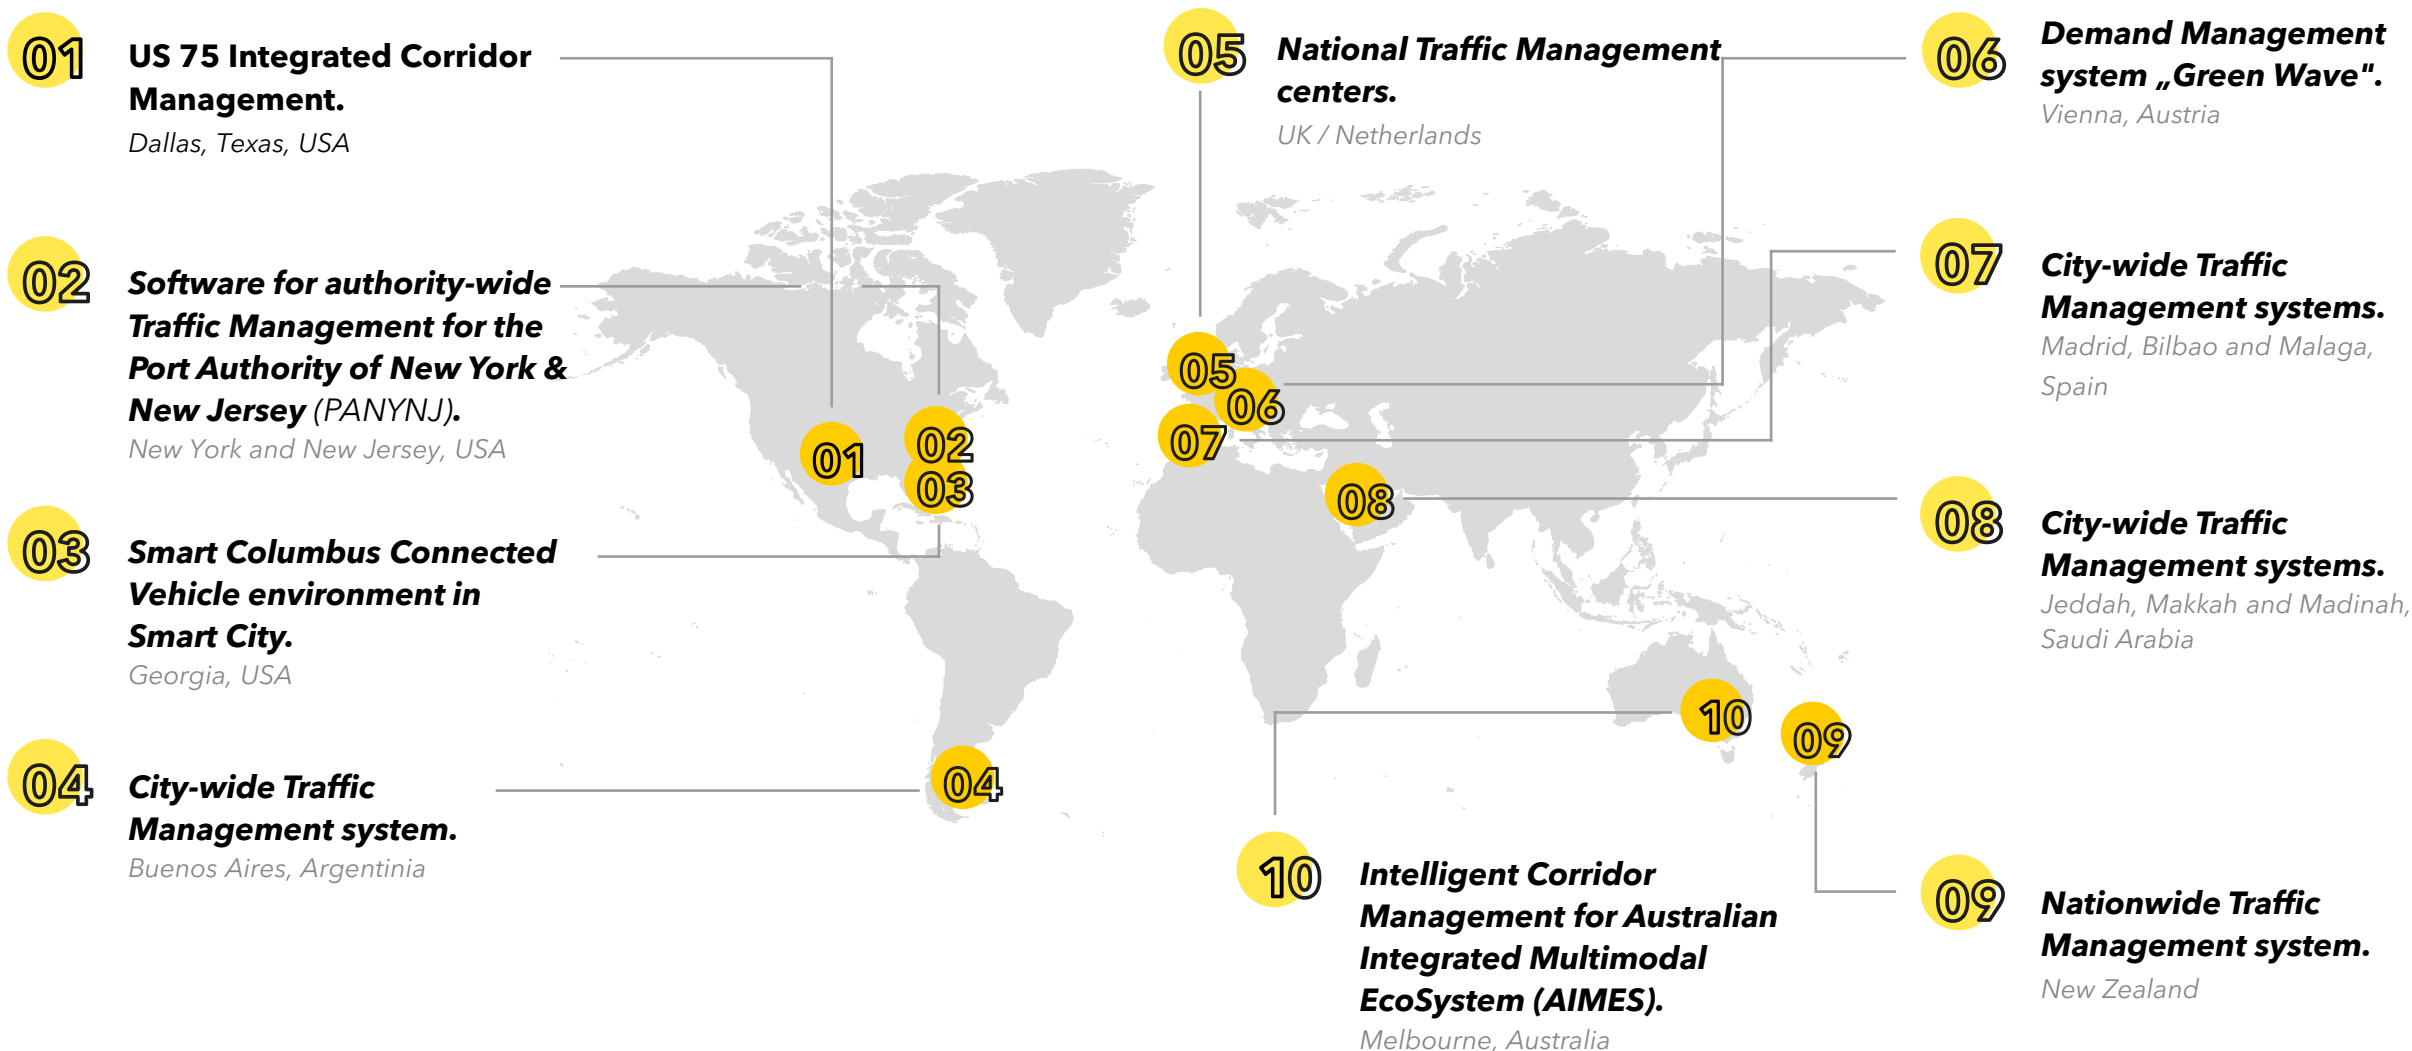 01
US 75 Integrated Corridor
Management.
Dallas, Texas, USA
02
Software for authority-wide
Traffic Management for the
Port Authority of New York &
New Jersey (PANYNJ).
New York and New Jersey, USA
03
Smart Columbus Connected
Vehicle environment in
Smart City.
Georgia, USA
04
City-wide Traffic
Management system.
Buenos Aires, Argentinia
05
National Traffic Management
centers.
UK / Netherlands
06
Demand Management
system „Green Wave".
Vienna, Austria
07
City-wide Traffic
Management systems.
Madrid, Bilbao and Malaga,
Spain
08
City-wide Traffic
Management systems.
Jeddah, Makkah and Madinah,
Saudi Arabia
09
Nationwide Traffic
Management system.
New Zealand
10
Intelligent Corridor
Management for Australian
Integrated Multimodal
EcoSystem (AIMES).
Melbourne, Australia
01
02
03
04
05
06
07
08
10
09